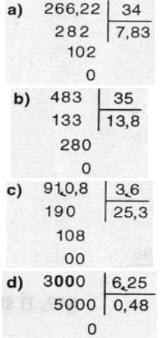 a) 266,22 34
282 7,83
102
0
b) 483 35
133 13,8
280
0
c) 910,8 3,6
190 25,3
108
00
d) 3000 6,25
5000 0,48
0